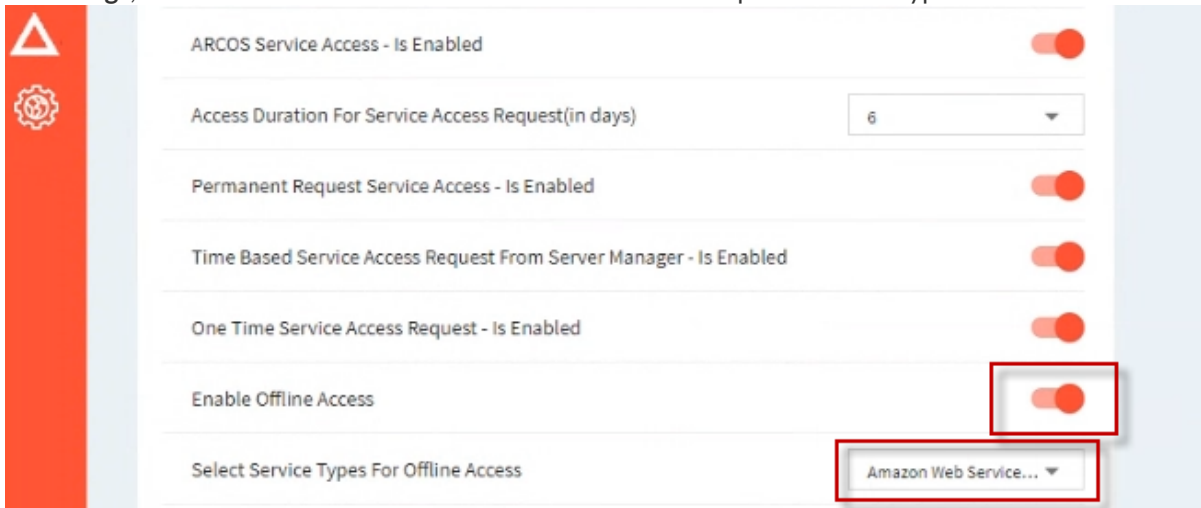 ARCOS Service Access - Is Enabled
Access Duration For Service Access Request(in days)
6
Permanent Request Service Access - Is Enabled
Time Based Service Access Request From Server Manager - Is Enabled
One Time Service Access Request - Is Enabled
Enable Offline Access
Select Service Types For Offline Access
Amazon Web Service...